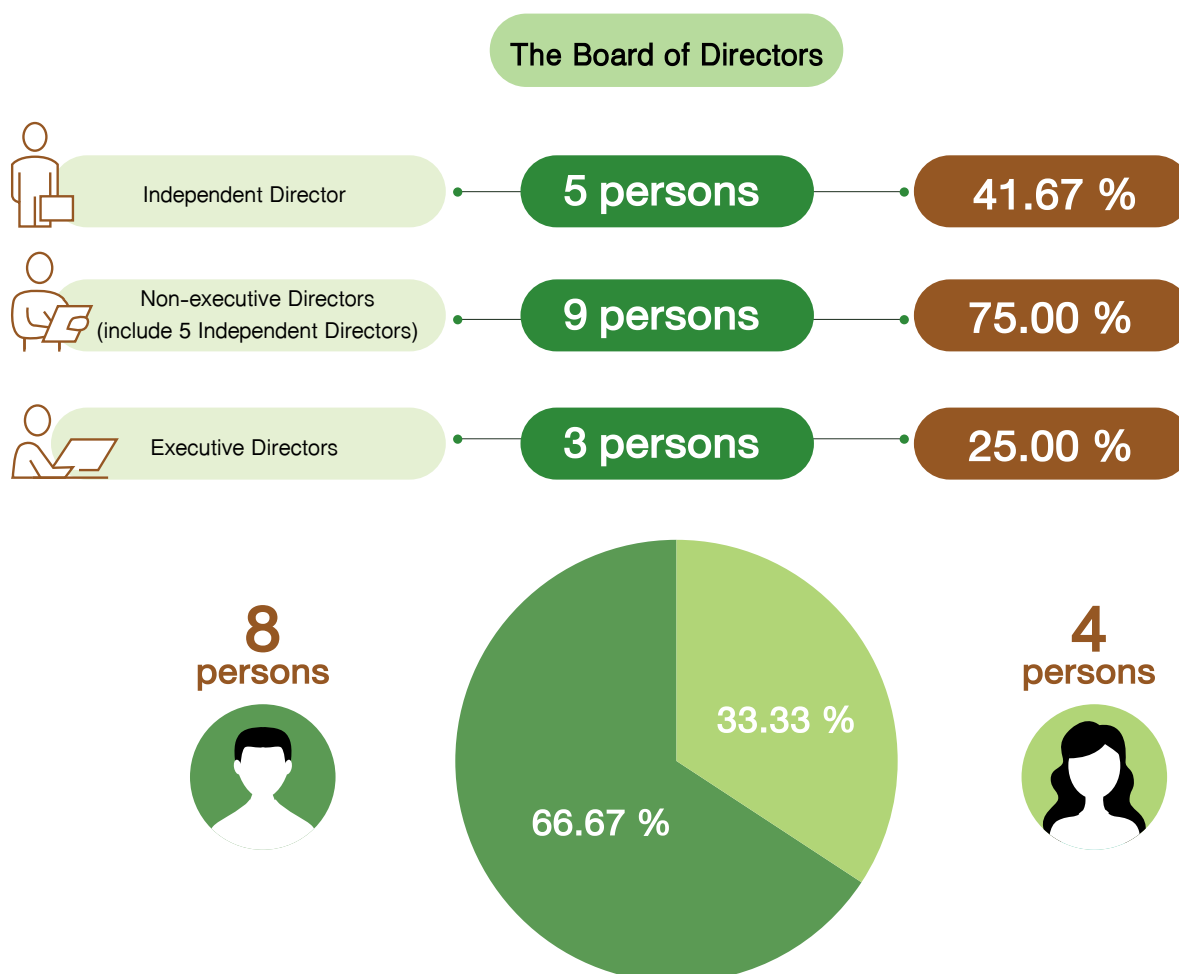 The Board of Directors
Independent Director
5 persons
41.67 %
Non-executive Directors
(include 5 Independent Directors)
9 persons
75.00 %
Executive Directors
3 persons
25.00 %
8
persons
4
persons
33.33 %
66.67 %